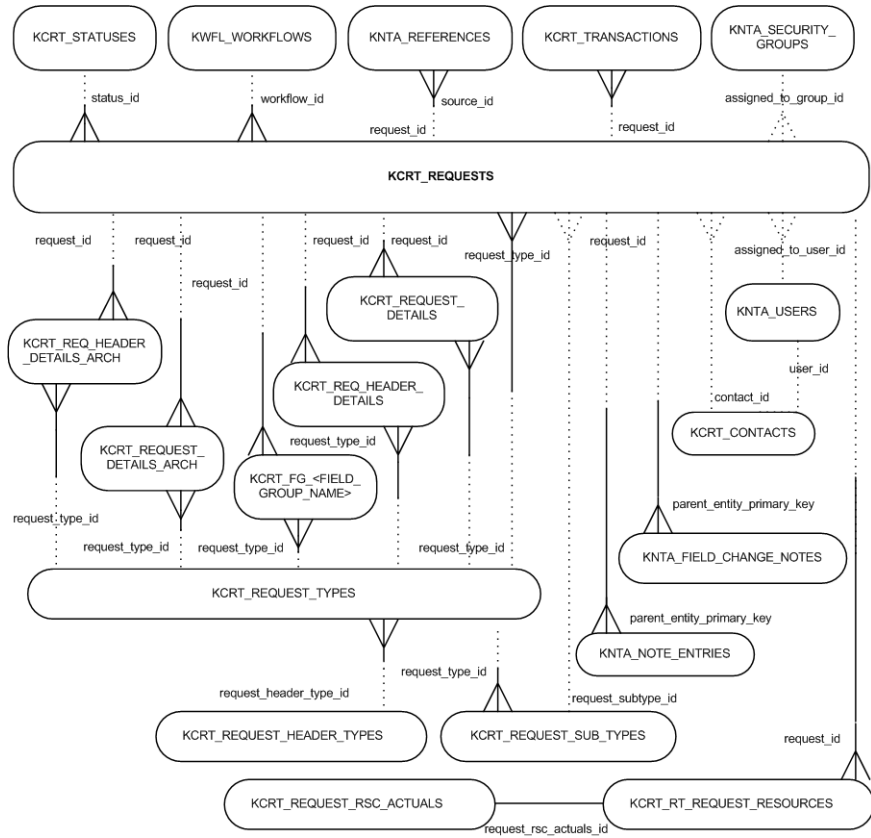 KCRT_STATUSES
KWFL_WORKFLOWS
KNTA_REFERENCES
KCRT_TRANSACTIONS
KNTA_SECURITY_
GROUPS
status_id
workflow_id
source_id
assigned_to_group_id
request_id
request_id
KCRT_REQUESTS
request_id
request_id
request_id
request_id
request_type_id
request_id
assigned_to_user_id
request_id
KCRT_REQUEST_
DETAILS
KNTA_USERS
KCRT_REQ_HEADER
_DETAILS_ARCH
user_id
KCRT_REQ_HEADER_
DETAILS
contact_id
KCRT_CONTACTS
request_type_id
KCRT_REQUEST_
DETAILS_ARCH
KCRT_FG_<FIELD_
GROUP_NAME>
parent_entity_primary_key
request_type_id
request_type_id
request_type_id
request_type_id
KNTA_FIELD_CHANGE_NOTES
KCRT_REQUEST_TYPES
parent_entity_primary_key
KNTA_NOTE_ENTRIES
request_type_id
request_header_type_id
request_subtype_id
KCRT_REQUEST_HEADER_TYPES
KCRT_REQUEST_SUB_TYPES
request_id
KCRT_REQUEST_RSC_ACTUALS
KCRT_RT_REQUEST_RESOURCES
request_rsc_actuals_id